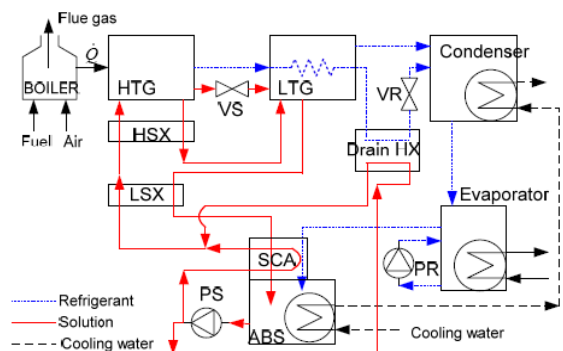 Flue gas
Q̇
BOILER
Fuel
Air
HTG
VS
LTG
VR
Condenser
HSX
Drain HX
LSX
Evaporator
SCA
PR
PS
ABS
Cooling water
Refrigerant
Solution
Cooling water